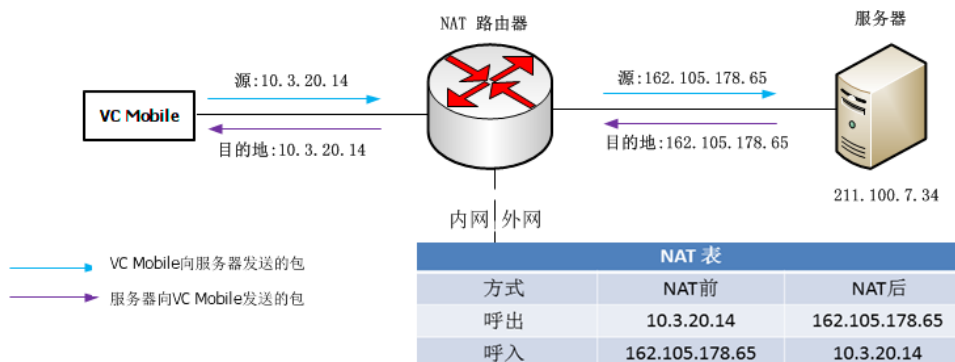 NAT 路由器
服务器
源:10.3.20.14
源:162.105.178.65
VC Mobile
目的地:10.3.20.14
目的地:162.105.178.65
211.100.7.34
内网 外网
VC Mobile向服务器发送的包
服务器向VC Mobile发送的包
NAT 表
方式 NAT前 NAT后
呼出 10.3.20.14 162.105.178.65
呼入 162.105.178.65 10.3.20.14